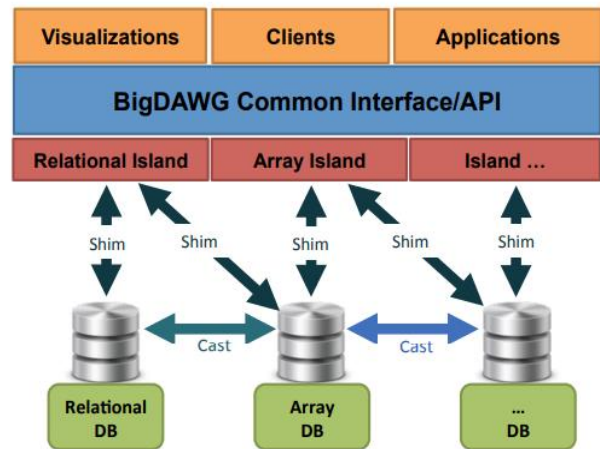 Visualizations
Clients
Applications
BigDAWG Common Interface/API
Relational Island
Array Island
Island ...
Shim
Shim
Shim
Shim
Shim
Cast
Cast
Relational
DB
Array
DB
...
DB